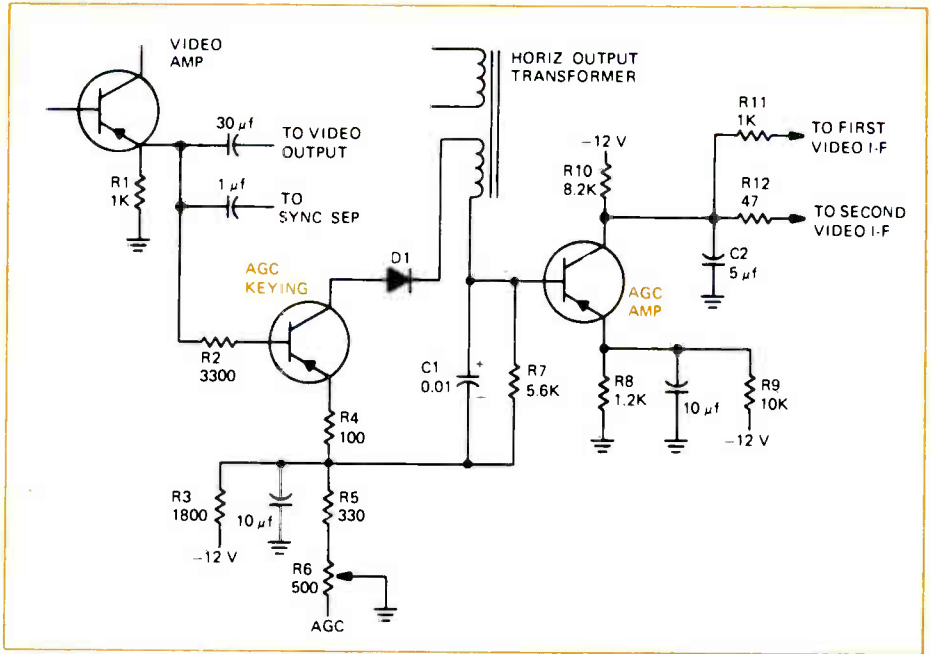 VIDEO
AMP
HORIZ OUTPUT
TRANSFORMER
30 µf
TO VIDEO
OUTPUT
R1
1K
1 µf
TO
SYNC SEP
R11
1K
TO FIRST
VIDEO I-F
−12 V
R10
8.2K
R12
47
TO SECOND
VIDEO I-F
C2
5 µf
D1
AGC
KEYING
AGC
AMP
R2
3300
C1
0.01
+
−
R7
5.6K
R8
1.2K
10 µf
R9
10K
−12 V
R4
100
R3
1800
−12 V
10 µf
R5
330
R6
500
AGC